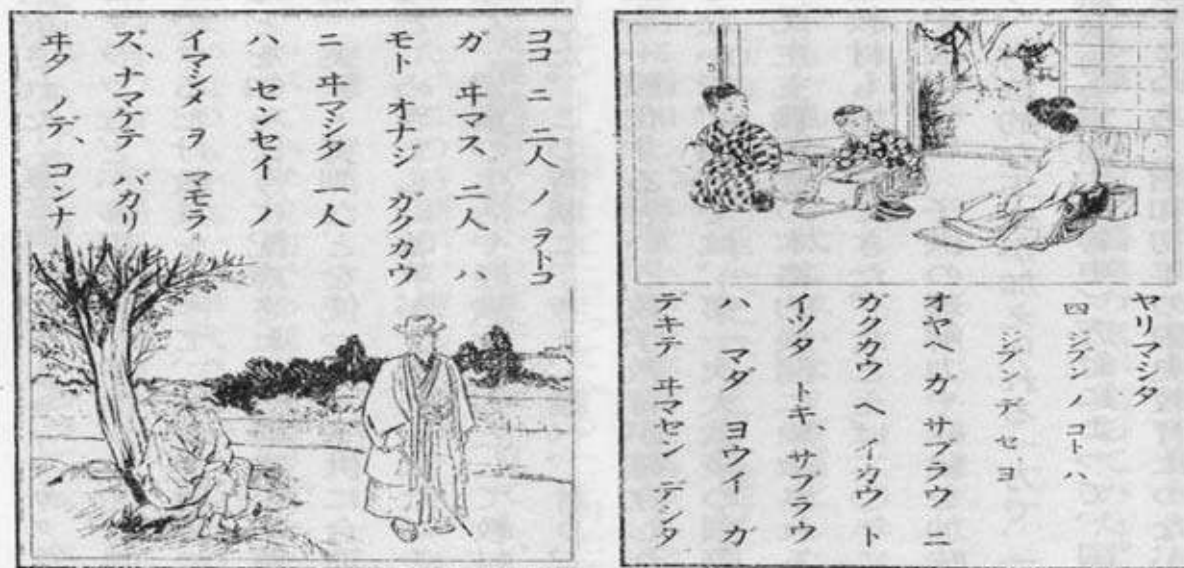 ヤリマシタ
四 ジブン ノ コト ハ
ジブン デ セ ヨ
オヤヘ ガ サブラウ ニ
ガクカウ ヘ イカウ ト
イツタ トキ、サブラウ
ハ マダ ヨウイ ガ
デキテ ヰマセン デシタ
ココ ニ 二人 ノ ヲトコ
ガ ヰマス 二人 ハ
モト オナジ ガクカウ
ニ ヰマシタ 一人
ハ センセイ ノ
イマシメ ヲ マモラ
ズ、ナマケテ バカリ
ヰタ ノデ、コンナ